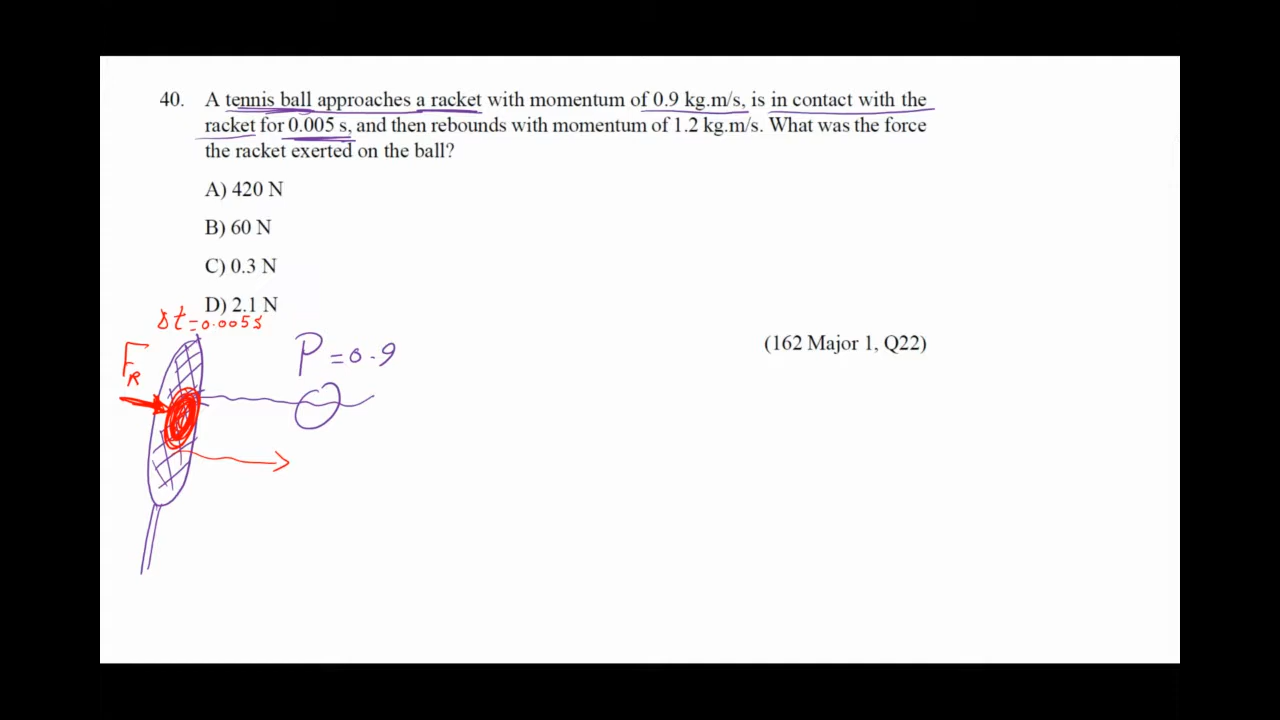 40. A tennis ball approaches a racket with momentum of 0.9 kg.m/s, is in contact with the
racket for 0.005 s, and then rebounds with momentum of 1.2 kg.m/s. What was the force
the racket exerted on the ball?
A) 420 N
B) 60 N
C) 0.3 N
D) 2.1 N
Δt=0.005s
(162 Major 1, Q22)
P=0.9
F_R